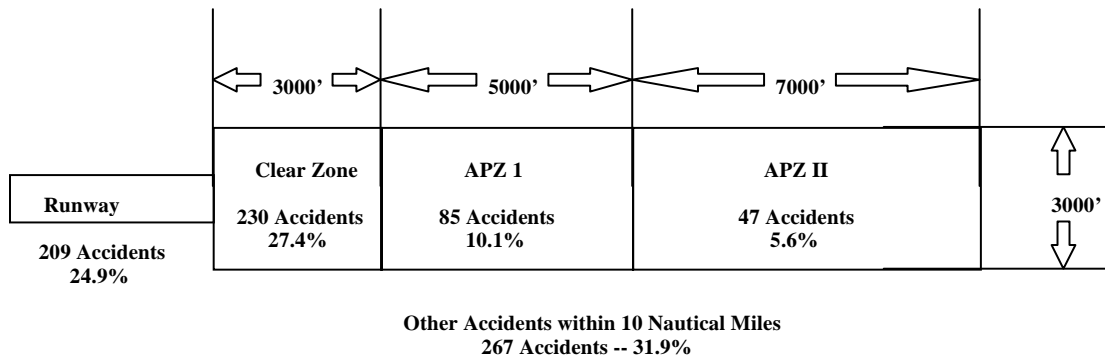 3000’
5000’
7000’
Clear Zone
APZ 1
APZ II
Runway
230 Accidents
27.4%
85 Accidents
10.1%
47 Accidents
5.6%
3000’
209 Accidents
24.9%
Other Accidents within 10 Nautical Miles
267 Accidents -- 31.9%